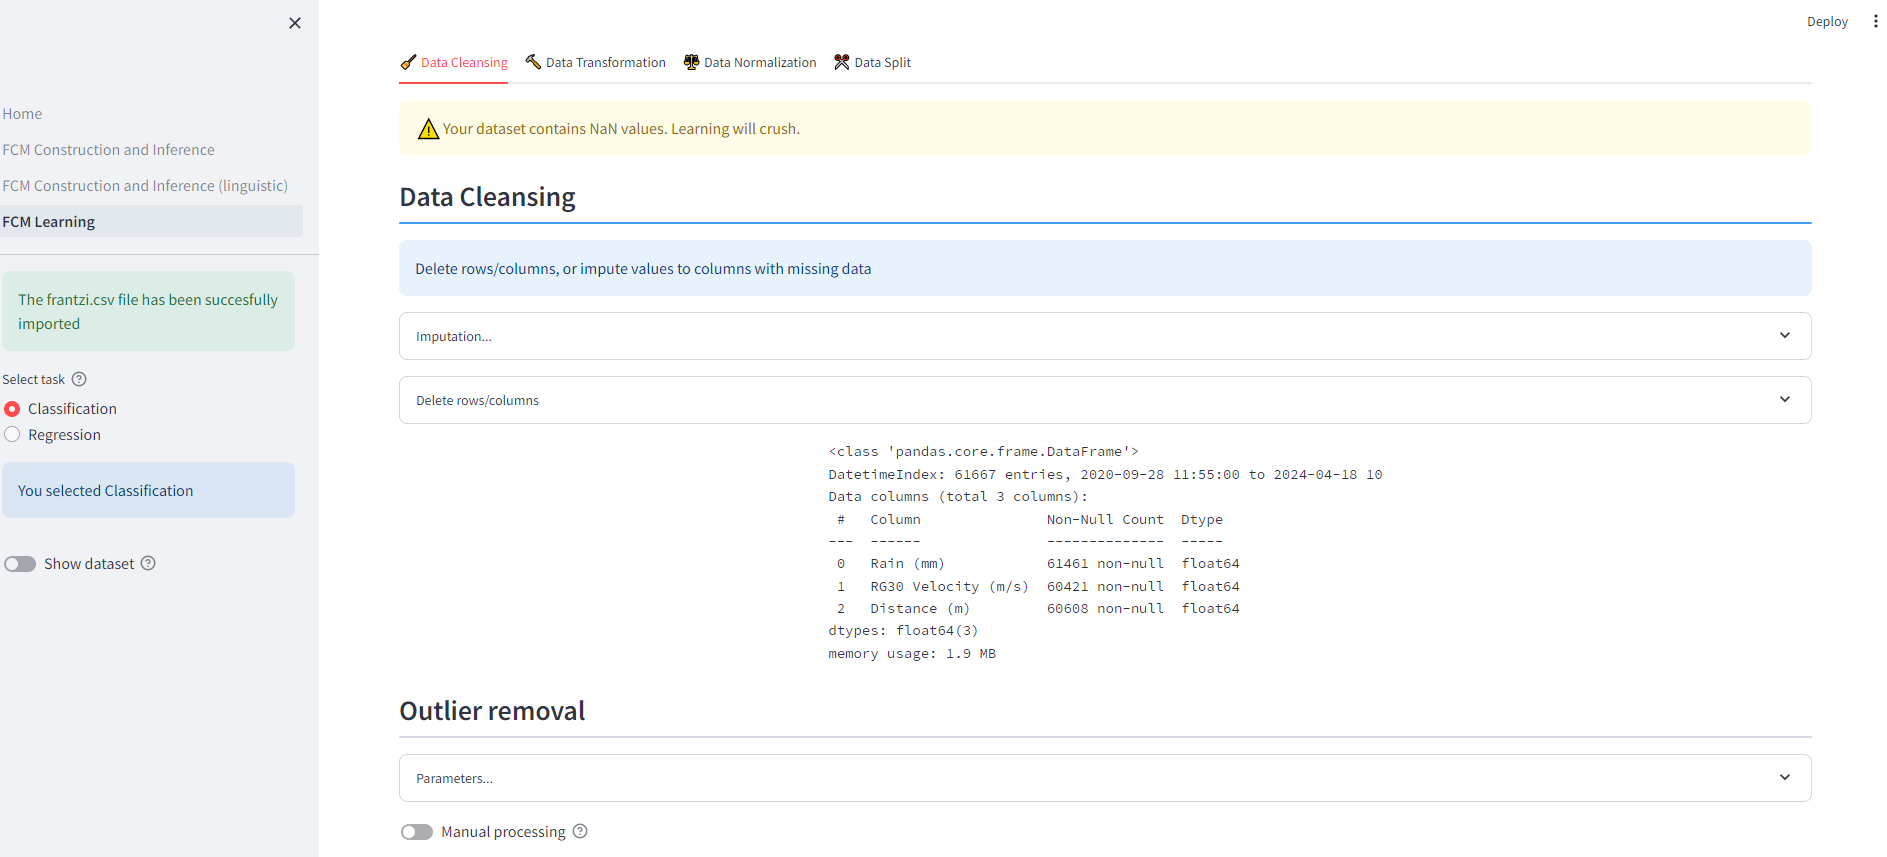 Deploy
Home
FCM Construction and Inference
FCM Construction and Inference (linguistic)
FCM Learning
The frantzi.csv file has been succesfully
imported
Select task
Classification
Regression
You selected Classification
Show dataset
Data Cleansing Data Transformation Data Normalization Data Split
Your dataset contains NaN values. Learning will crush.
Data Cleansing
Delete rows/columns, or impute values to columns with missing data
Imputation...
Delete rows/columns
<class 'pandas.core.frame.DataFrame'>
DatetimeIndex: 61667 entries, 2020-09-28 11:55:00 to 2024-04-18 10
Data columns (total 3 columns):
#   Column               Non-Null Count  Dtype
---  ------               --------------  -----
0   Rain (mm)            61461 non-null  float64
1   RG30 Velocity (m/s)  60421 non-null  float64
2   Distance (m)         60608 non-null  float64
dtypes: float64(3)
memory usage: 1.9 MB
Outlier removal
Parameters...
Manual processing